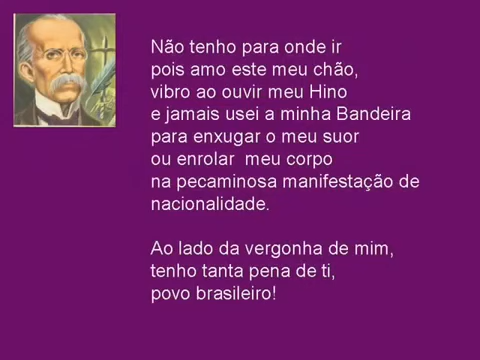 Não tenho para onde ir
pois amo este meu chão,
vibro ao ouvir meu Hino
e jamais usei a minha Bandeira
para enxugar o meu suor
ou enrolar meu corpo
na pecaminosa manifestação de
nacionalidade.
Ao lado da vergonha de mim,
tenho tanta pena de ti,
povo brasileiro!